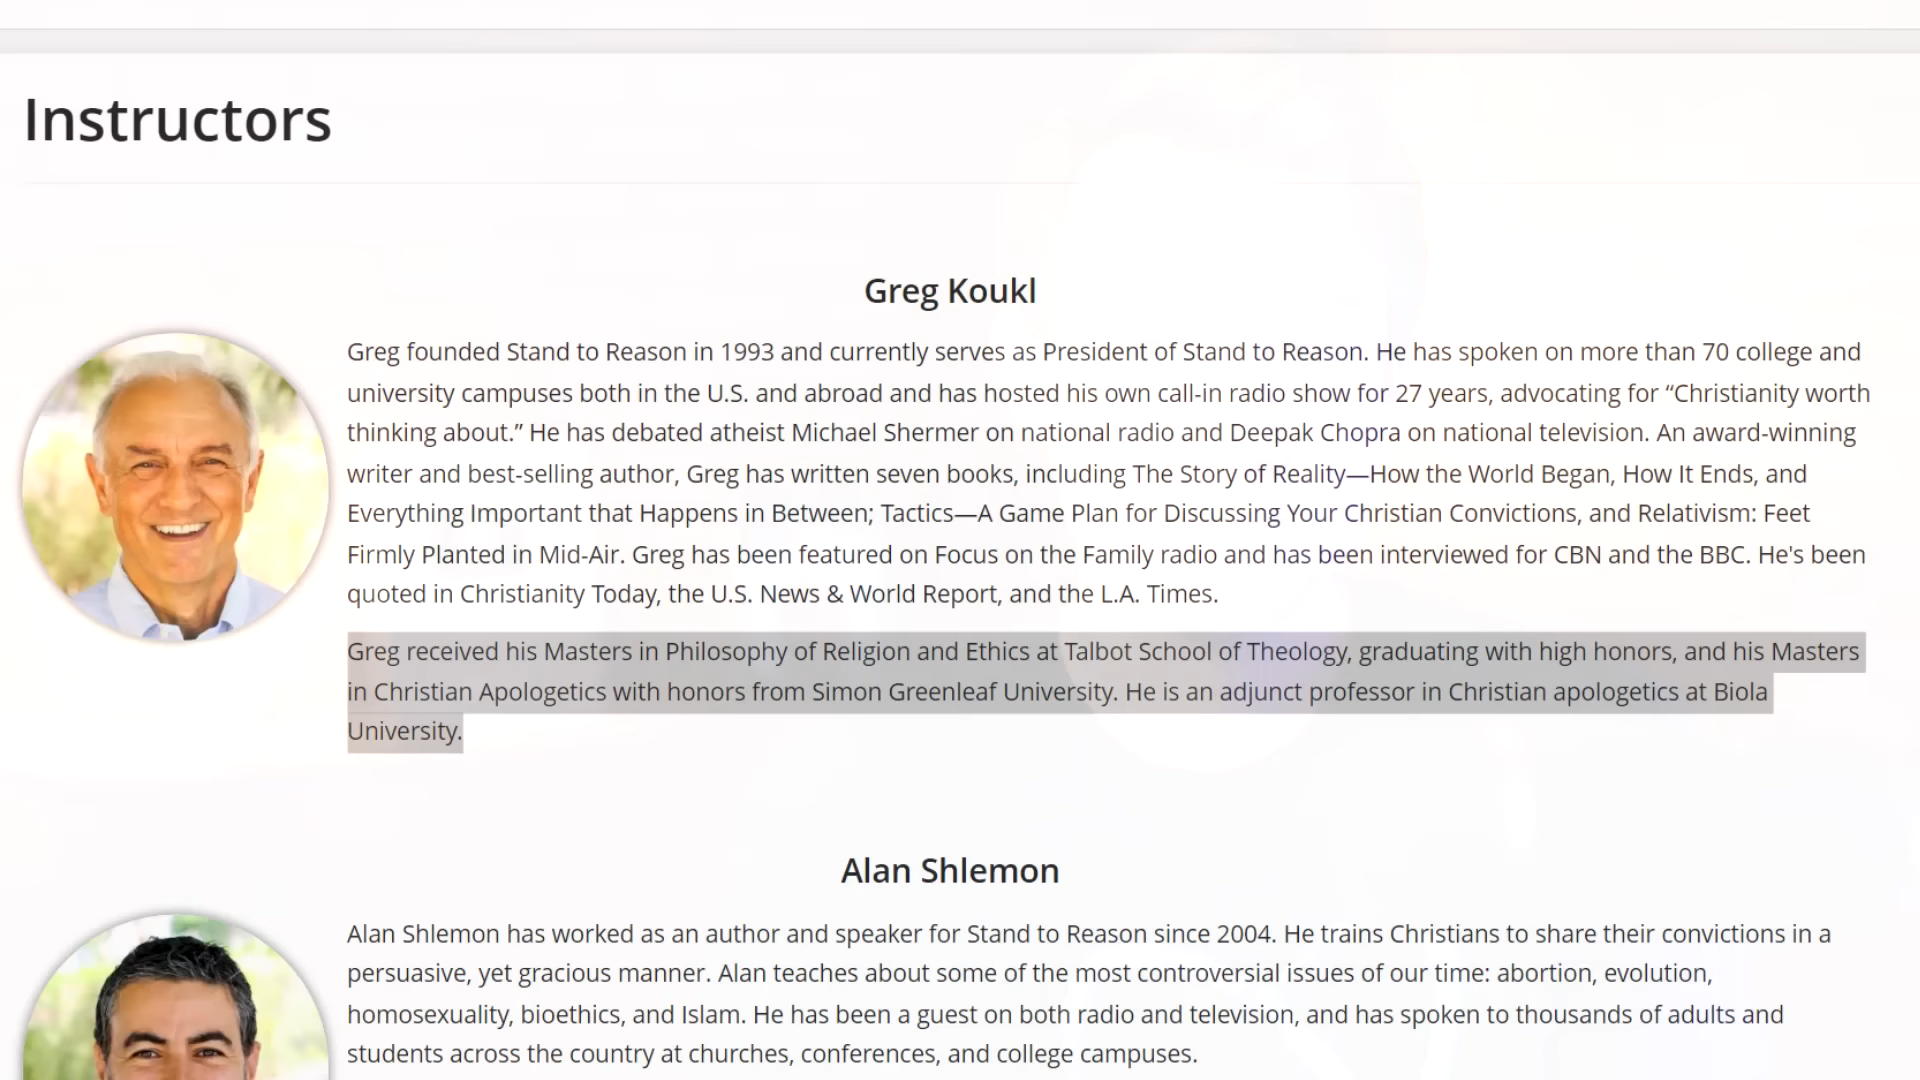 Instructors
Greg Koukl
Greg founded Stand to Reason in 1993 and currently serves as President of Stand to Reason. He has spoken on more than 70 college and
university campuses both in the U.S. and abroad and has hosted his own call-in radio show for 27 years, advocating for “Christianity worth
thinking about.” He has debated atheist Michael Shermer on national radio and Deepak Chopra on national television. An award-winning
writer and best-selling author, Greg has written seven books, including The Story of Reality—How the World Began, How It Ends, and
Everything Important that Happens in Between; Tactics—A Game Plan for Discussing Your Christian Convictions, and Relativism: Feet
Firmly Planted in Mid-Air. Greg has been featured on Focus on the Family radio and has been interviewed for CBN and the BBC. He's been
quoted in Christianity Today, the U.S. News & World Report, and the L.A. Times.
Greg received his Masters in Philosophy of Religion and Ethics at Talbot School of Theology, graduating with high honors, and his Masters
in Christian Apologetics with honors from Simon Greenleaf University. He is an adjunct professor in Christian apologetics at Biola
University.
Alan Shlemon
Alan Shlemon has worked as an author and speaker for Stand to Reason since 2004. He trains Christians to share their convictions in a
persuasive, yet gracious manner. Alan teaches about some of the most controversial issues of our time: abortion, evolution,
homosexuality, bioethics, and Islam. He has been a guest on both radio and television, and has spoken to thousands of adults and
students across the country at churches, conferences, and college campuses.